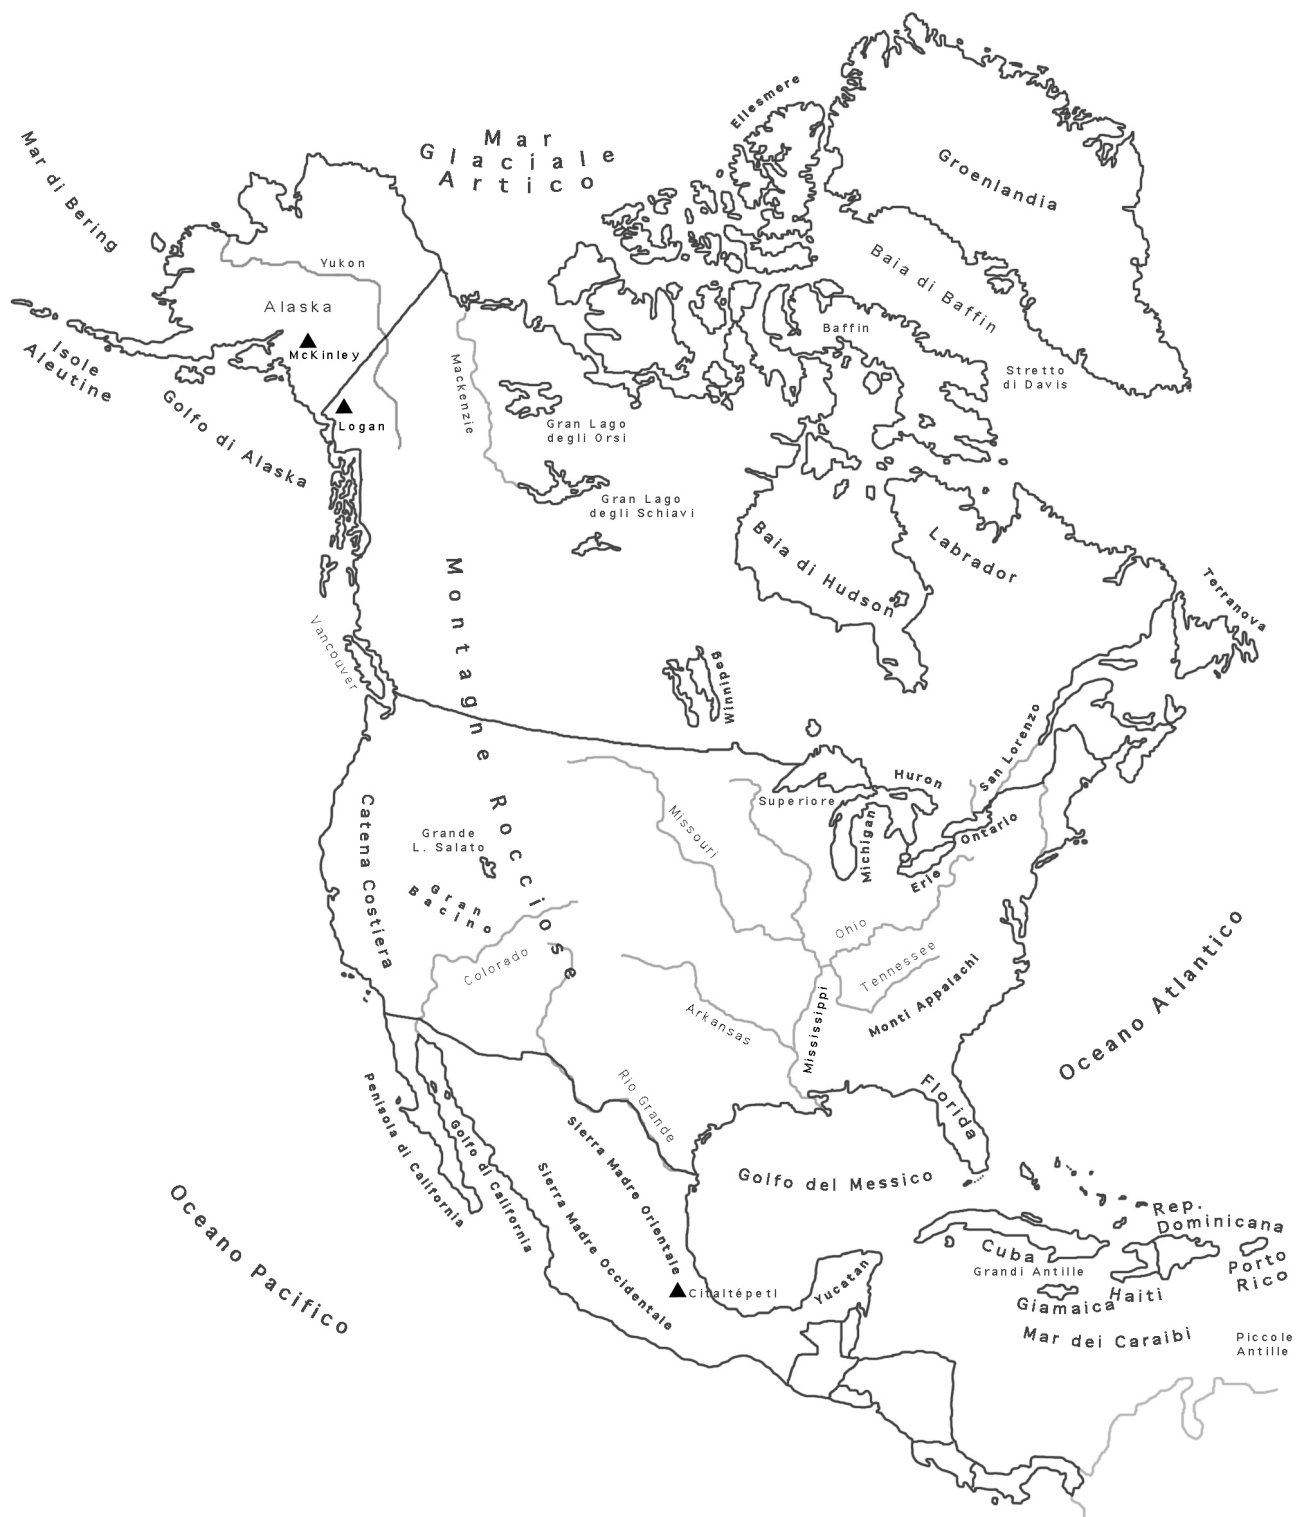 Ellesmere
Mar
Glaciale
Artico
Mar di Bering
Groenlandia
Baia di Baffin
Yukon
Alaska
Baffin
McKinley
Isole
Aleutine
Stretto
di Davis
Mackenzie
Golfo di Alaska
Logan
Gran Lago
degli Orsi
Gran Lago
degli Schiavi
Baia di Hudson
Labrador
Terranova
Montagne Rocciose
Vancouver
Winnipeg
San Lorenzo
Huron
Superiore
Michigan
Ontario
Erie
Missouri
Catena Costiera
Grande
L. Salato
Gran
Bacino
Ohio
Colorado
Tennessee
Monti Appalachi
Arkansas
Mississippi
Oceano Atlantico
Rio Grande
Florida
Penisola di California
Golfo di California
Sierra Madre Orientale
Sierra Madre Occidentale
Golfo del Messico
Oceano Pacifico
Rep.
Dominicana
Cuba
Grandi Antille
Porto
Rico
Yucatan
Citlaltépetl
Haiti
Giamaica
Mar dei Caraibi
Piccole
Antille